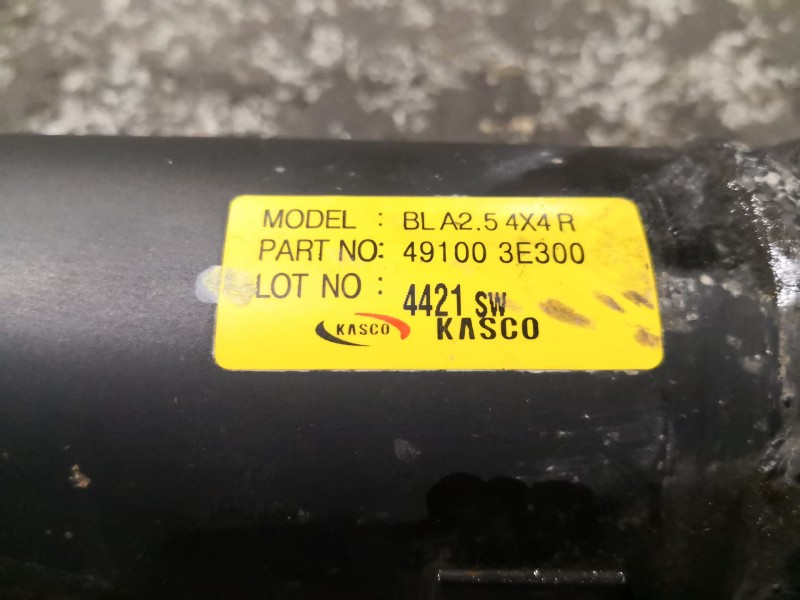 MODEL : BL A2.5 4X4 R
PART NO: 49100 3E300
LOT NO : 4421 SW
KASCO KASCO